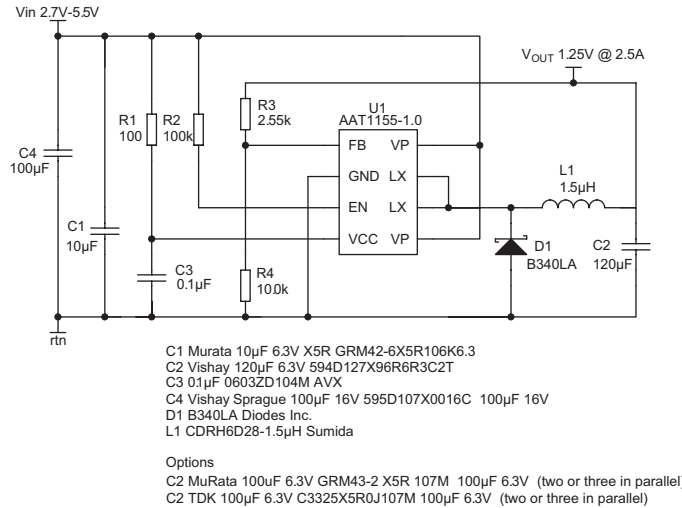 Vin 2.7V-5.5V
VOUT 1.25V @ 2.5A
R1
100
R2
100k
R3
2.55k
U1
AAT1155-1.0
FB VP
GND LX
EN LX
VCC VP
L1
1.5µH
C4
100µF
C1
10µF
C3
0.1µF
R4
10.0k
D1
B340LA
C2
120µF
rtn
C1 Murata 10µF 6.3V X5R GRM42-6X5R106K6.3
C2 Vishay 120µF 6.3V 594D127X96R6R3C2T
C3 0.1µF 0603ZD104M AVX
C4 Vishay Sprague 100µF 16V 595D107X0016C 100µF 16V
D1 B340LA Diodes Inc.
L1 CDRH6D28-1.5µH Sumida
Options
C2 MuRata 100uF 6.3V GRM43-2 X5R 107M 100µF 6.3V (two or three in parallel)
C2 TDK 100µF 6.3V C3325X5R0J107M 100µF 6.3V (two or three in parallel)